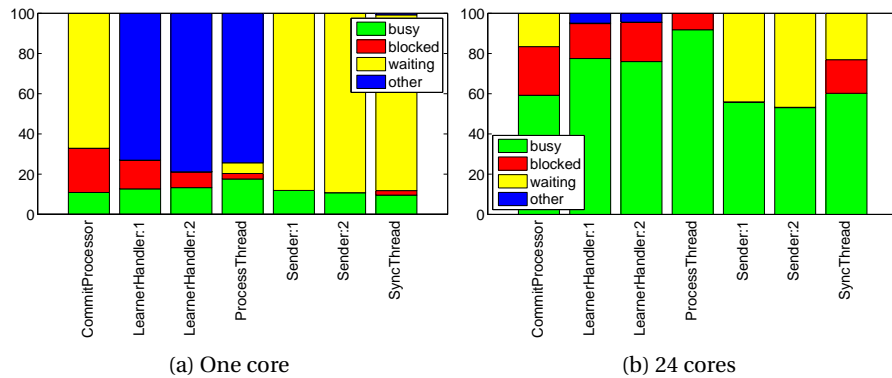 100
80
60
40
20
0
busy
blocked
waiting
other
CommitProcessor
LearnerHandler:1
LearnerHandler:2
ProcessThread
Sender:1
Sender:2
SyncThread
(a) One core
100
80
60
40
20
0
busy
blocked
waiting
other
CommitProcessor
LearnerHandler:1
LearnerHandler:2
ProcessThread
Sender:1
Sender:2
SyncThread
(b) 24 cores